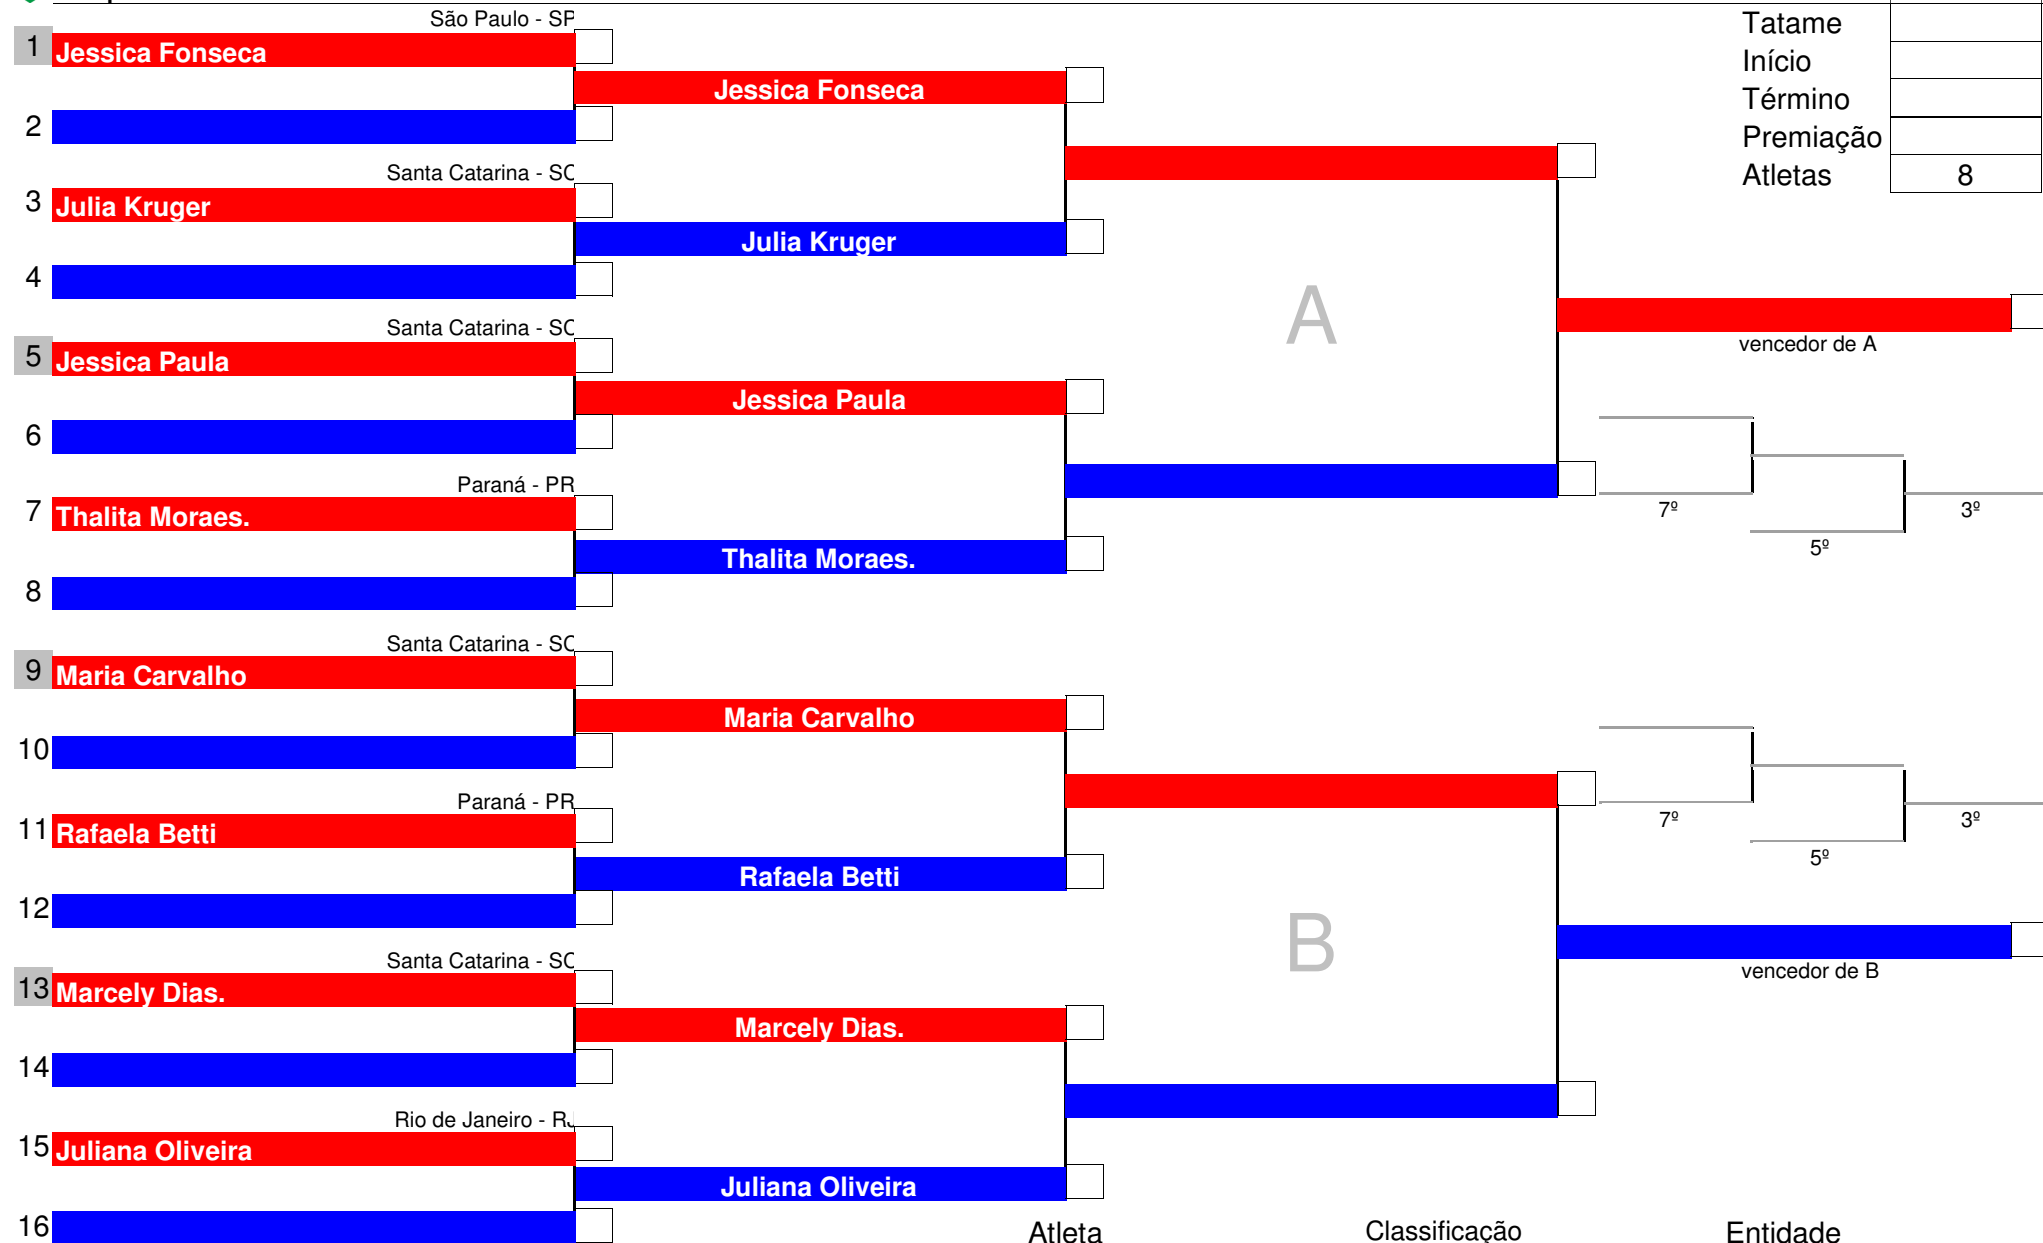 São Paulo - SP
Tatame
1 Jessica Fonseca
Início
Jessica Fonseca
Término
2
Premiação
Santa Catarina - SC
Atletas 8
3 Julia Kruger
Julia Kruger
4
A
Santa Catarina - SC
vencedor de A
5 Jessica Paula
Jessica Paula
6
Paraná - PR
7º 3º
7 Thalita Moraes.
5º
Thalita Moraes.
8
Santa Catarina - SC
9 Maria Carvalho
Maria Carvalho
10
Paraná - PR
7º 3º
11 Rafaela Betti
5º
Rafaela Betti
12
B
Santa Catarina - SC
vencedor de B
13 Marcely Dias.
Marcely Dias.
14
Rio de Janeiro - RJ
15 Juliana Oliveira
Juliana Oliveira
16
Atleta Classificação Entidade